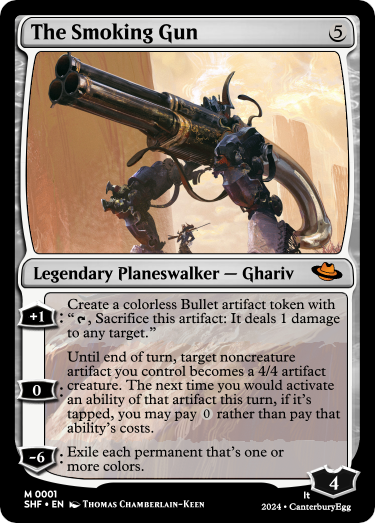 The Smoking Gun 5
Legendary Planeswalker — Ghariv
+1: Create a colorless Bullet artifact token with
“, Sacrifice this artifact: It deals 1 damage
to any target.”
Until end of turn, target noncreature
artifact you control becomes a 4/4 artifact
0: creature. The next time you would activate
an ability of that artifact this turn, if it's
tapped, you may pay 0 rather than pay that
ability's costs.
-6: Exile each permanent that's one or
more colors.
4
M 0001 It
SHF • EN Thomas Chamberlain-Keen 2024 • CanterburyEgg